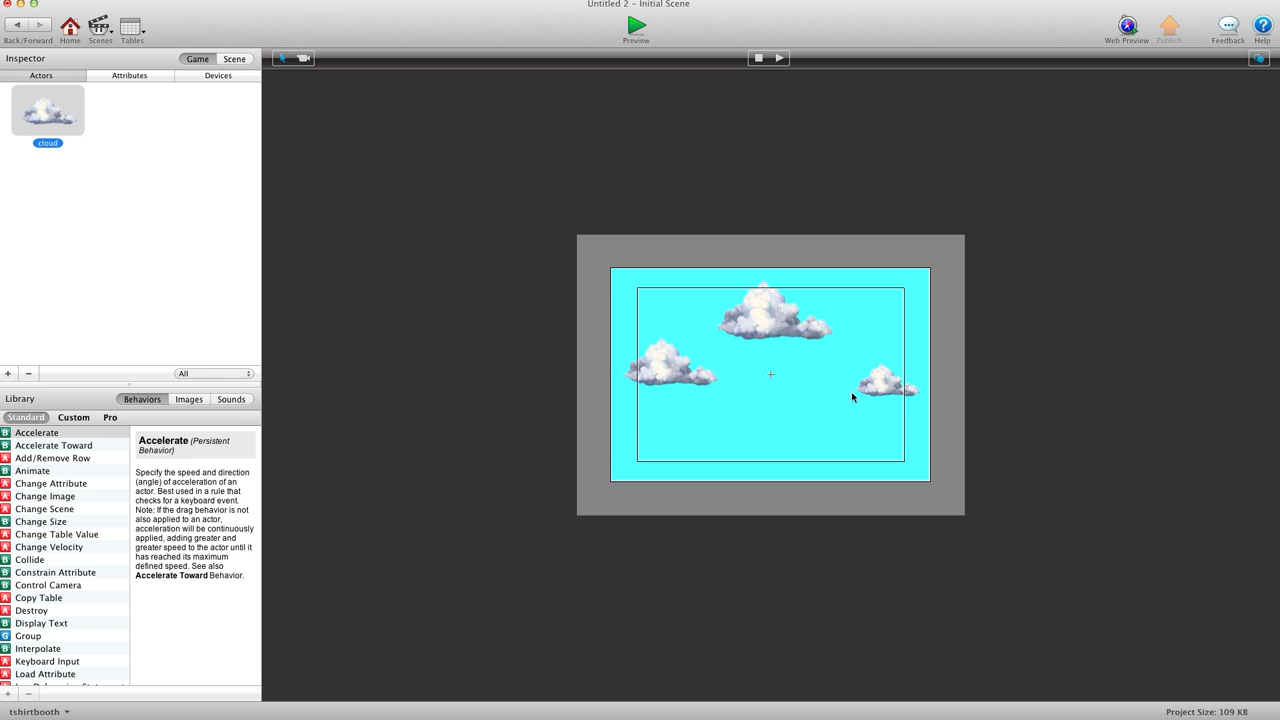 Untitled 2 - Initial Scene
Back/Forward
Home
Scenes
Tables
Preview
Web Preview
Publish
Feedback
Help
Inspector
Game
Scene
Actors
Attributes
Devices
cloud
+
-
All
Library
Behaviors
Images
Sounds
Standard
Custom
Pro
B Accelerate
B Accelerate Toward
A Add/Remove Row
B Animate
A Change Attribute
A Change Image
A Change Scene
B Change Size
A Change Table Value
A Change Velocity
B Collide
B Constrain Attribute
B Control Camera
A Copy Table
A Destroy
B Display Text
G Group
B Interpolate
A Keyboard Input
A Load Attribute
Accelerate (Persistent
Behavior)
Specify the speed and direction
(angle) of acceleration of an
actor. Best used in a rule that
checks for a keyboard event.
Note: If the drag behavior is not
also applied to an actor,
acceleration will be continuously
applied, adding greater and
greater speed to the actor until it
has reached its maximum
defined speed. See also
Accelerate Toward Behavior.
+
-
tshirtbooth
Project Size: 109 KB